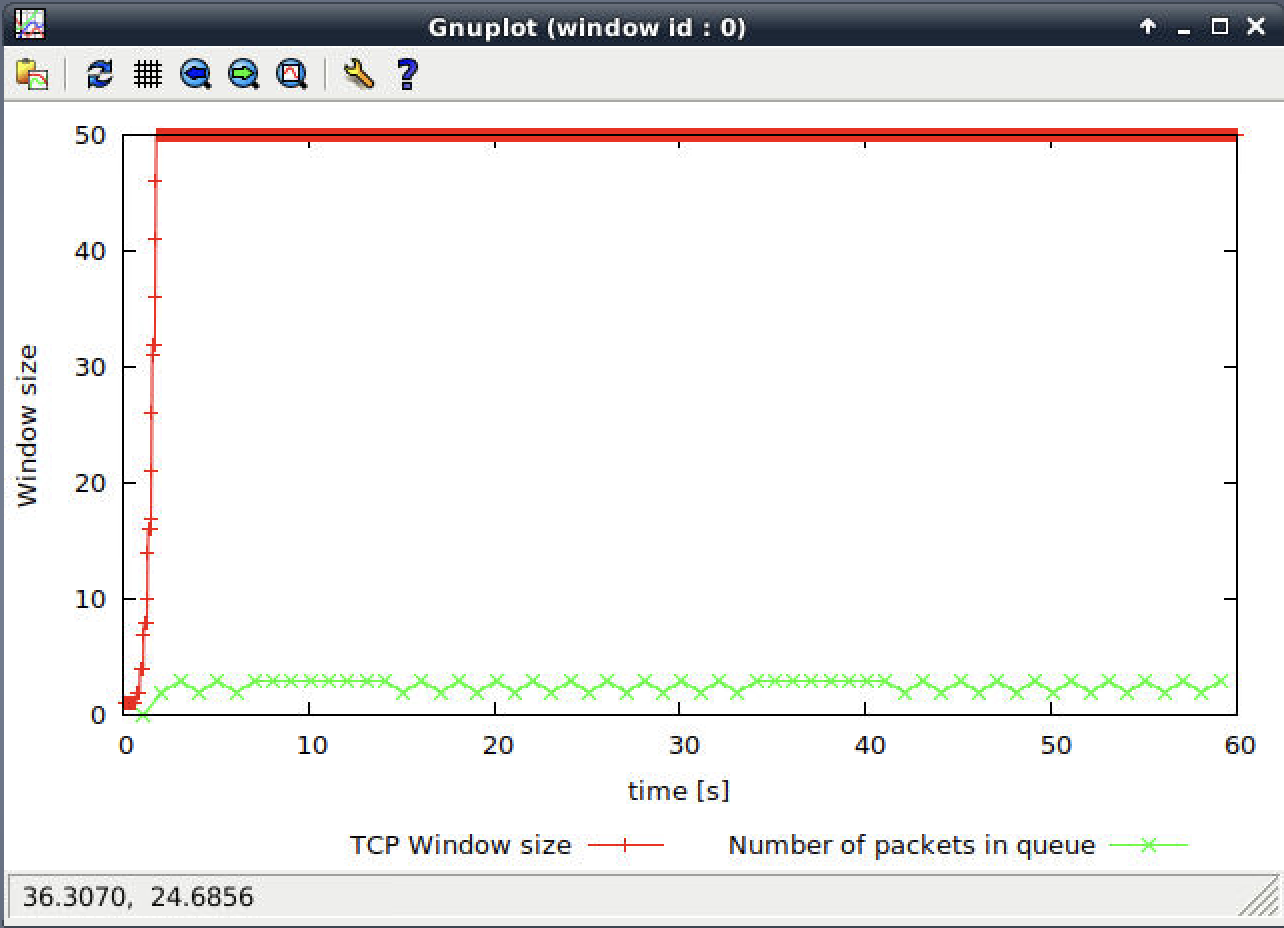 Gnuplot (window id : 0)
?
50
40
30
20
10
0
Window size
0 10 20 30 40 50 60
time [s]
TCP Window size Number of packets in queue
36.3070, 24.6856